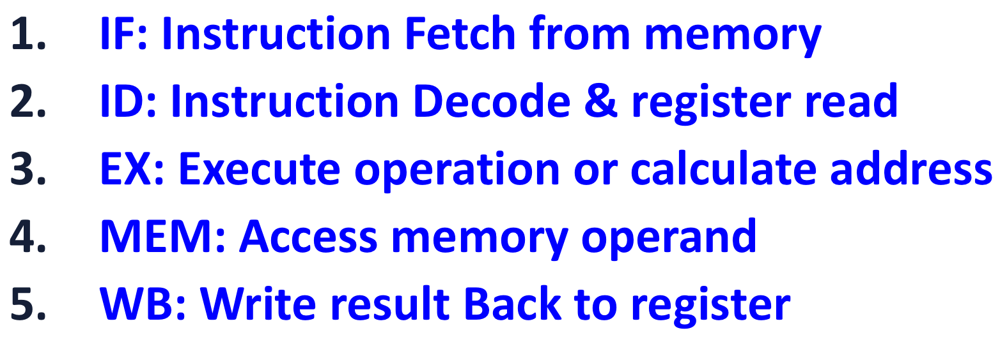 1. IF: Instruction Fetch from memory
2. ID: Instruction Decode & register read
3. EX: Execute operation or calculate address
4. MEM: Access memory operand
5. WB: Write result Back to register